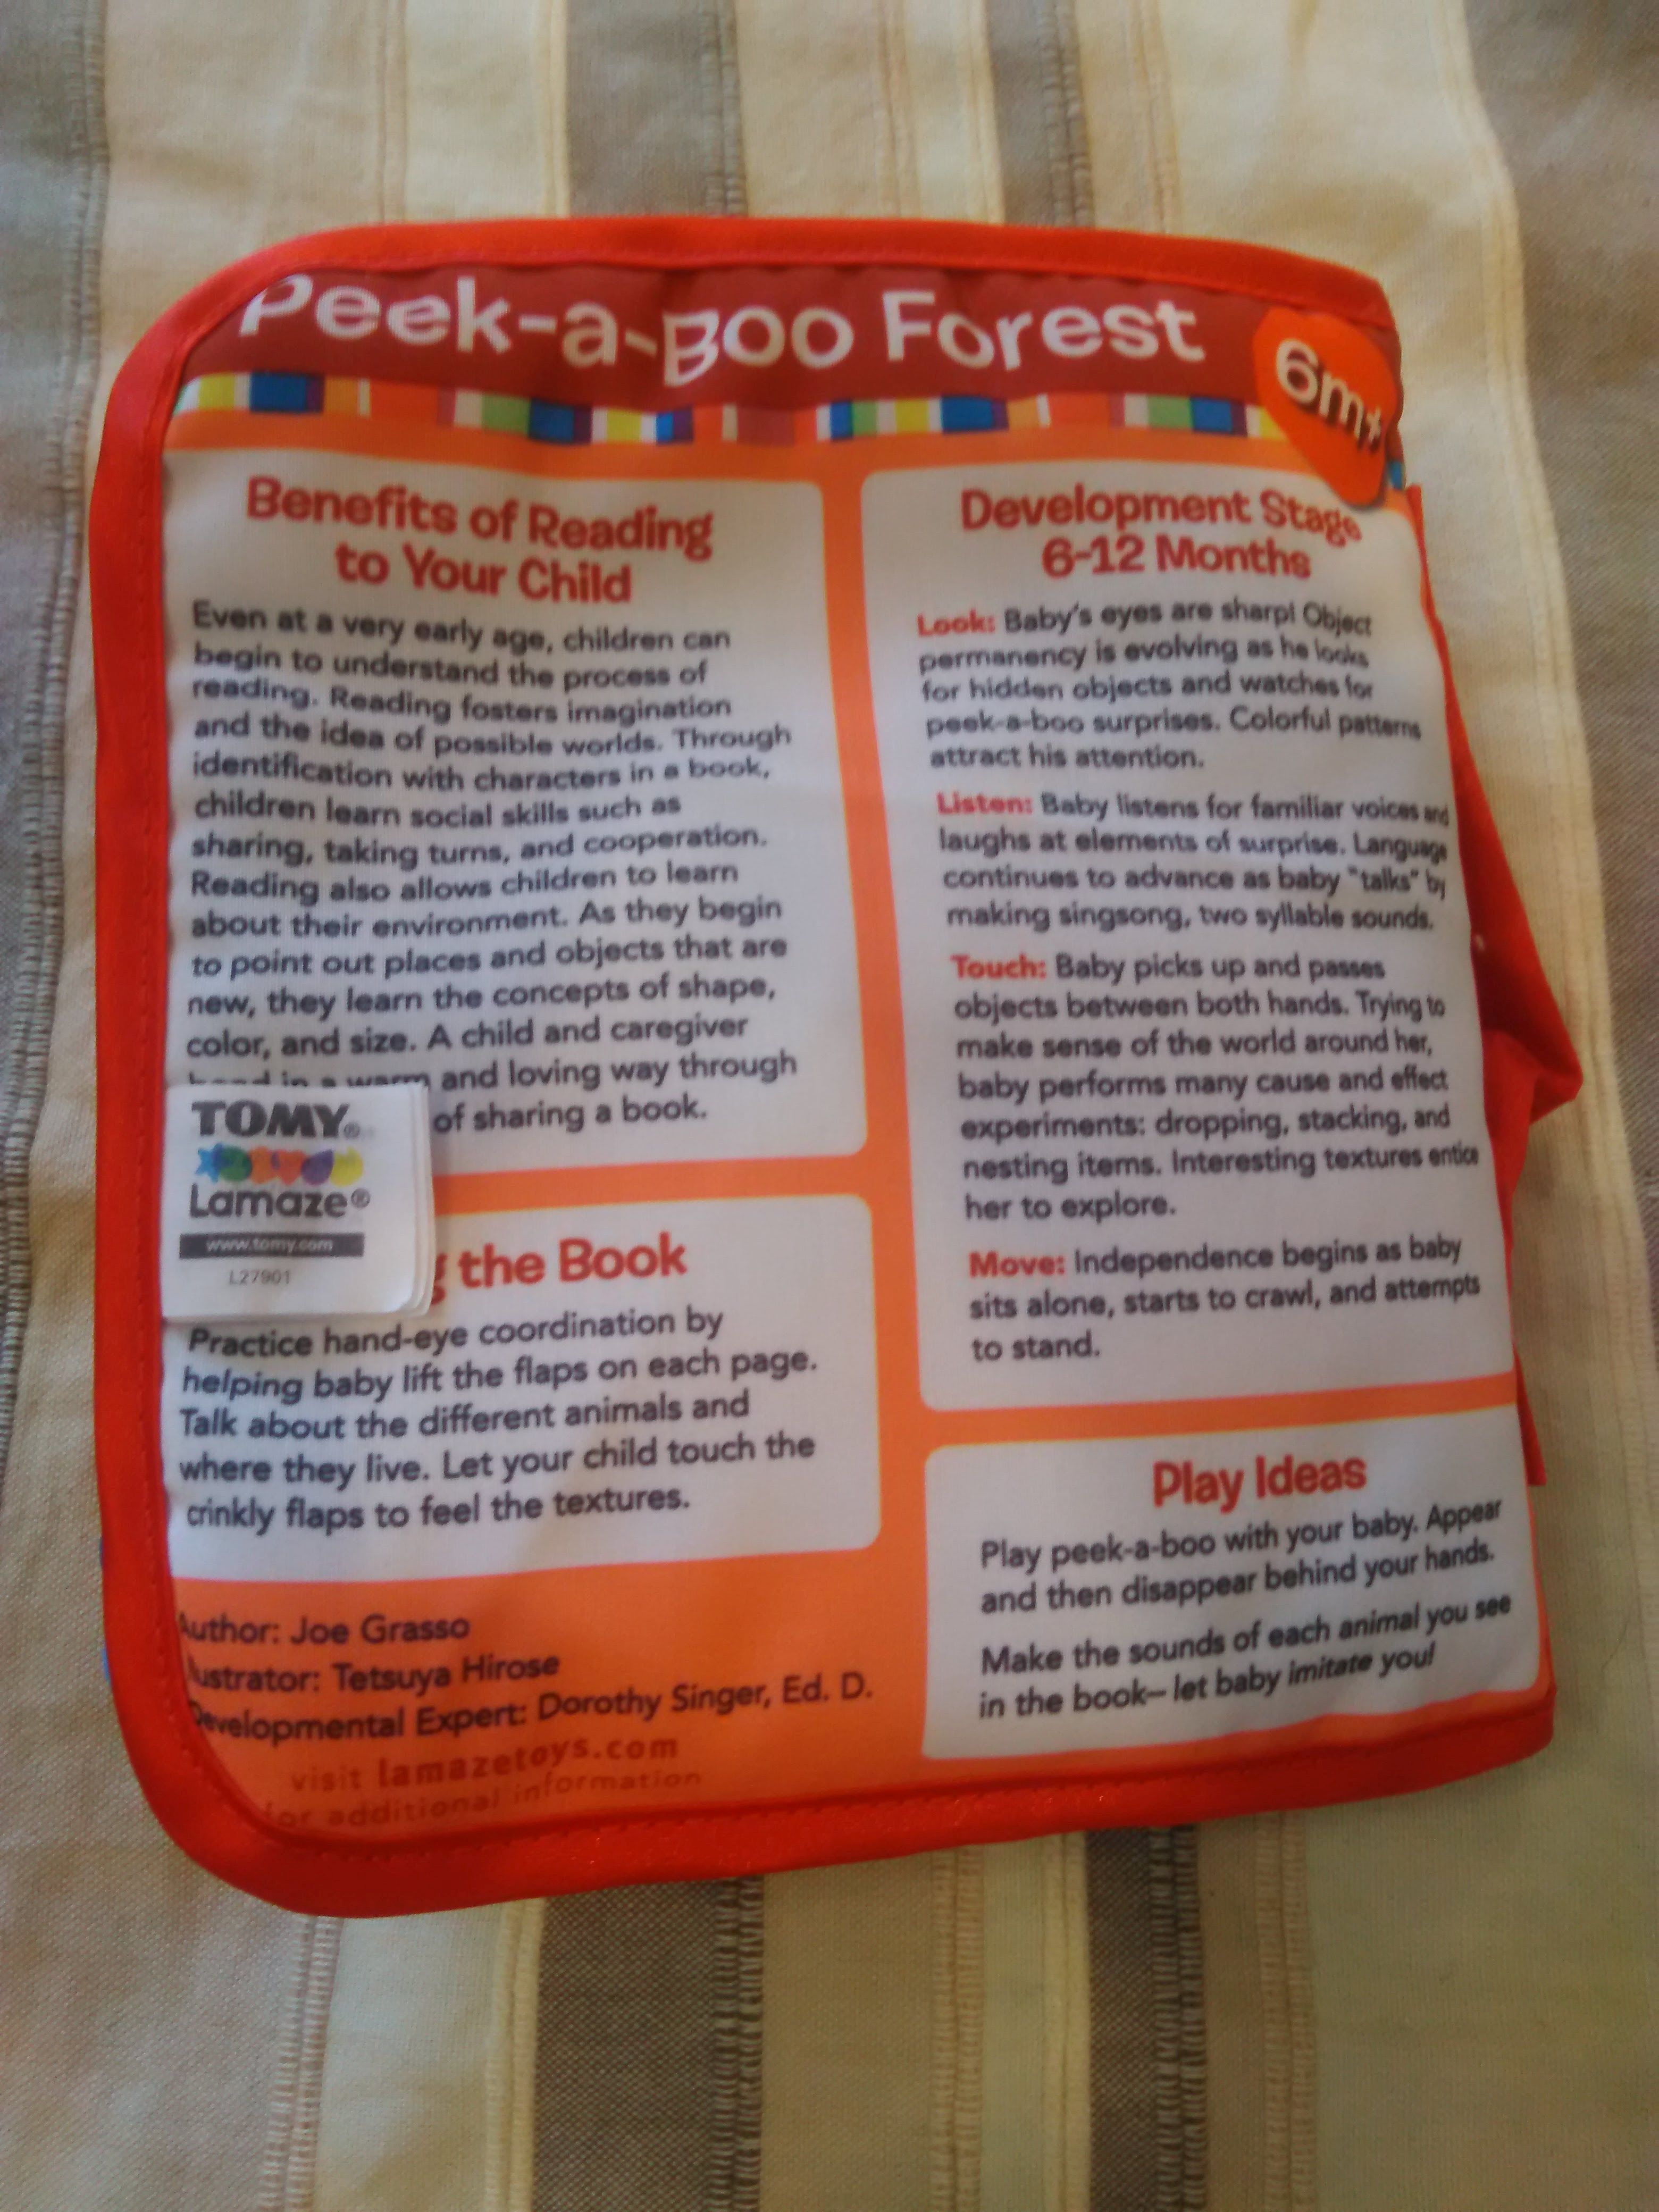 Peek-a-Boo Forest
6m+
Benefits of Reading
to Your Child
Even at a very early age, children can
begin to understand the process of
reading. Reading fosters imagination
and the idea of possible worlds. Through
identification with characters in a book,
children learn social skills such as
sharing, taking turns, and cooperation.
Reading also allows children to learn
about their environment. As they begin
to point out places and objects that are
new, they learn the concepts of shape,
color, and size. A child and caregiver
in a warm and loving way through
of sharing a book.
TOMY®
Lamaze®
www.tomy.com
L27901
the Book
Practice hand-eye coordination by
helping baby lift the flaps on each page.
Talk about the different animals and
where they live. Let your child touch the
crinkly flaps to feel the textures.
Author: Joe Grasso
lustrator: Tetsuya Hirose
Developmental Expert: Dorothy Singer, Ed. D.
visit lamazetoys.com
for additional information
Development Stage
6-12 Months
Look: Baby's eyes are sharp! Object
permanency is evolving as he looks
for hidden objects and watches for
peek-a-boo surprises. Colorful patterns
attract his attention.
Listen: Baby listens for familiar voices and
laughs at elements of surprise. Language
continues to advance as baby "talks" by
making singsong, two syllable sounds.
Touch: Baby picks up and passes
objects between both hands. Trying to
make sense of the world around her,
baby performs many cause and effect
experiments: dropping, stacking, and
nesting items. Interesting textures entice
her to explore.
Move: Independence begins as baby
sits alone, starts to crawl, and attempts
to stand.
Play Ideas
Play peek-a-boo with your baby. Appear
and then disappear behind your hands.
Make the sounds of each animal you see
in the book– let baby imitate you!